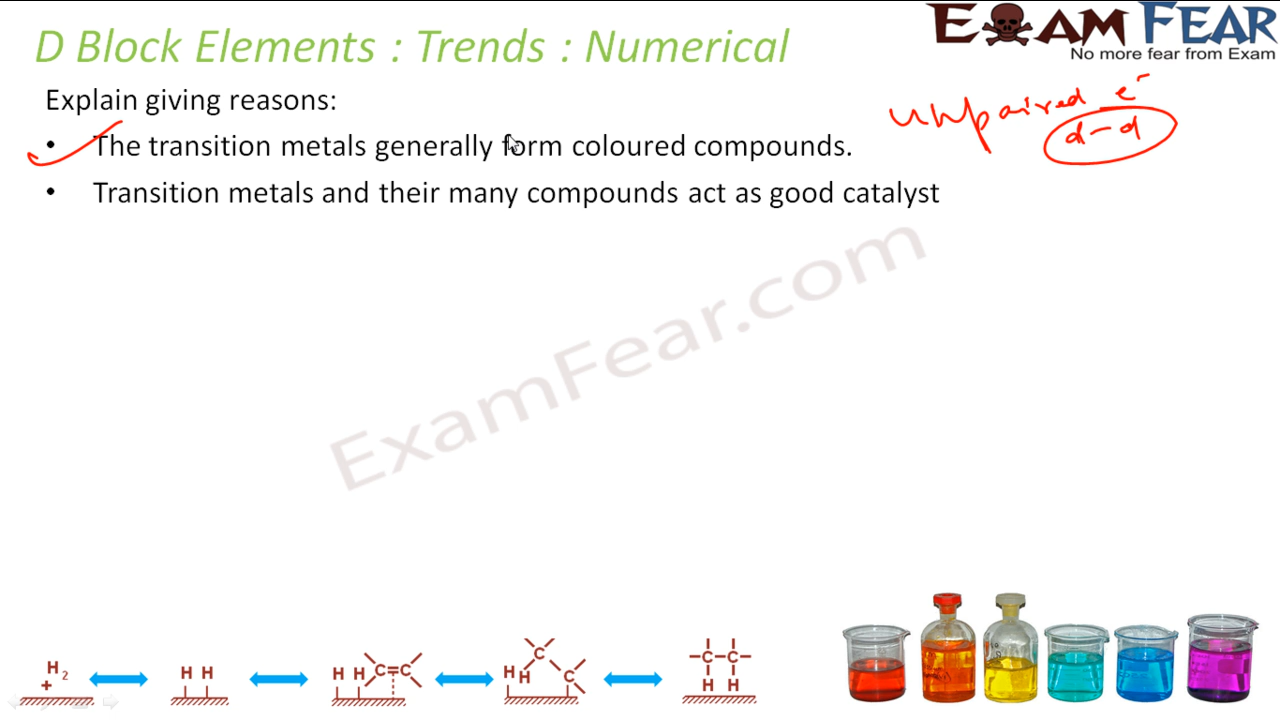 D Block Elements : Trends : Numerical
EXAM FEAR
No more fear from Exam
Explain giving reasons:
unpaired e⁻
d-d
• The transition metals generally form coloured compounds.
• Transition metals and their many compounds act as good catalyst
ExamFear.com
H₂
+
H H
H H C=C
H H C C
-C-C-
H H